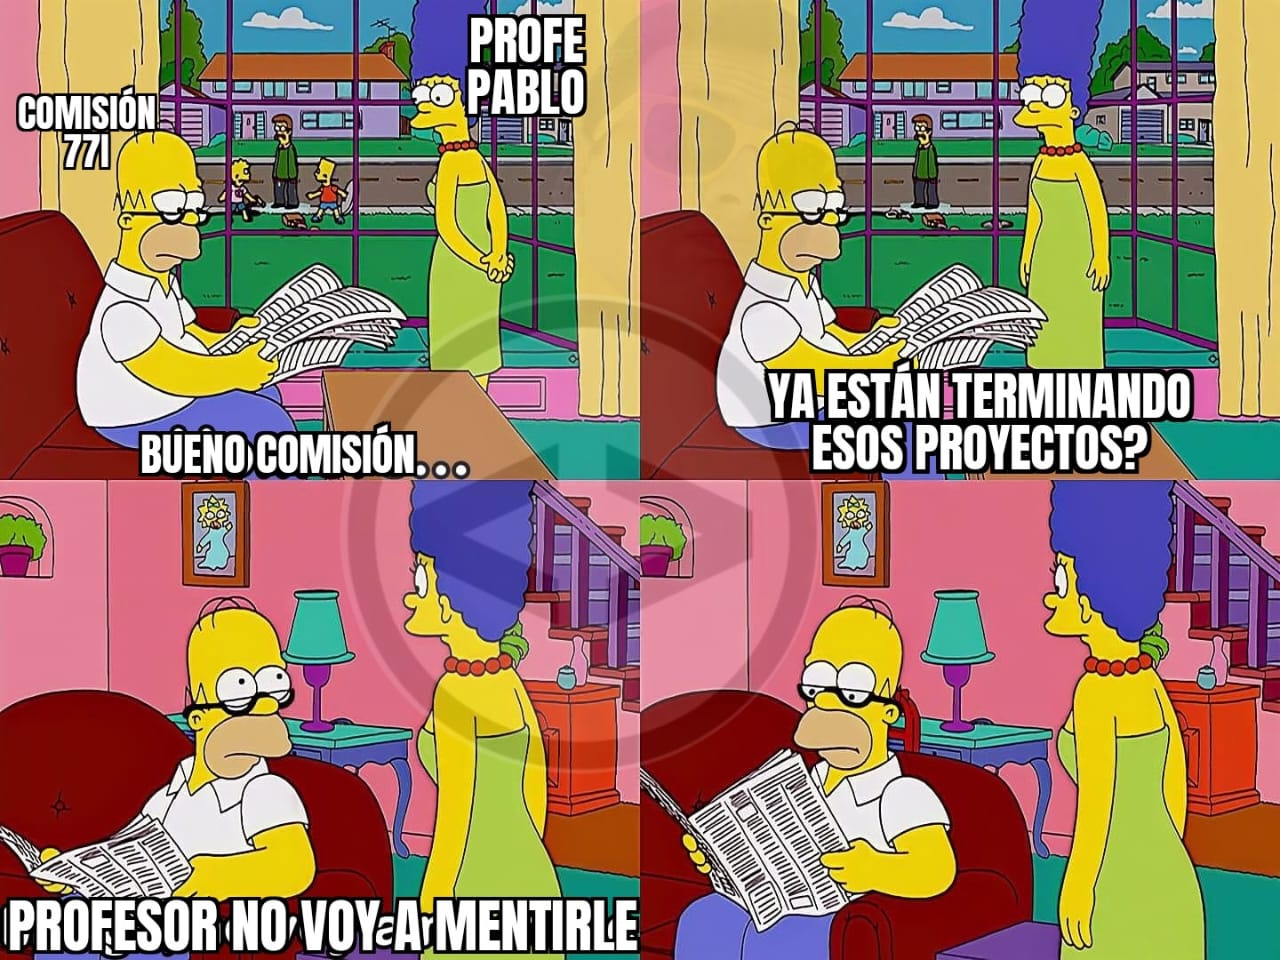 COMISIÓN
771
PROFE
PABLO
BUENO COMISIÓN...
YA ESTÁN TERMINANDO
ESOS PROYECTOS?
PROFESOR NO VOY A MENTIRLE